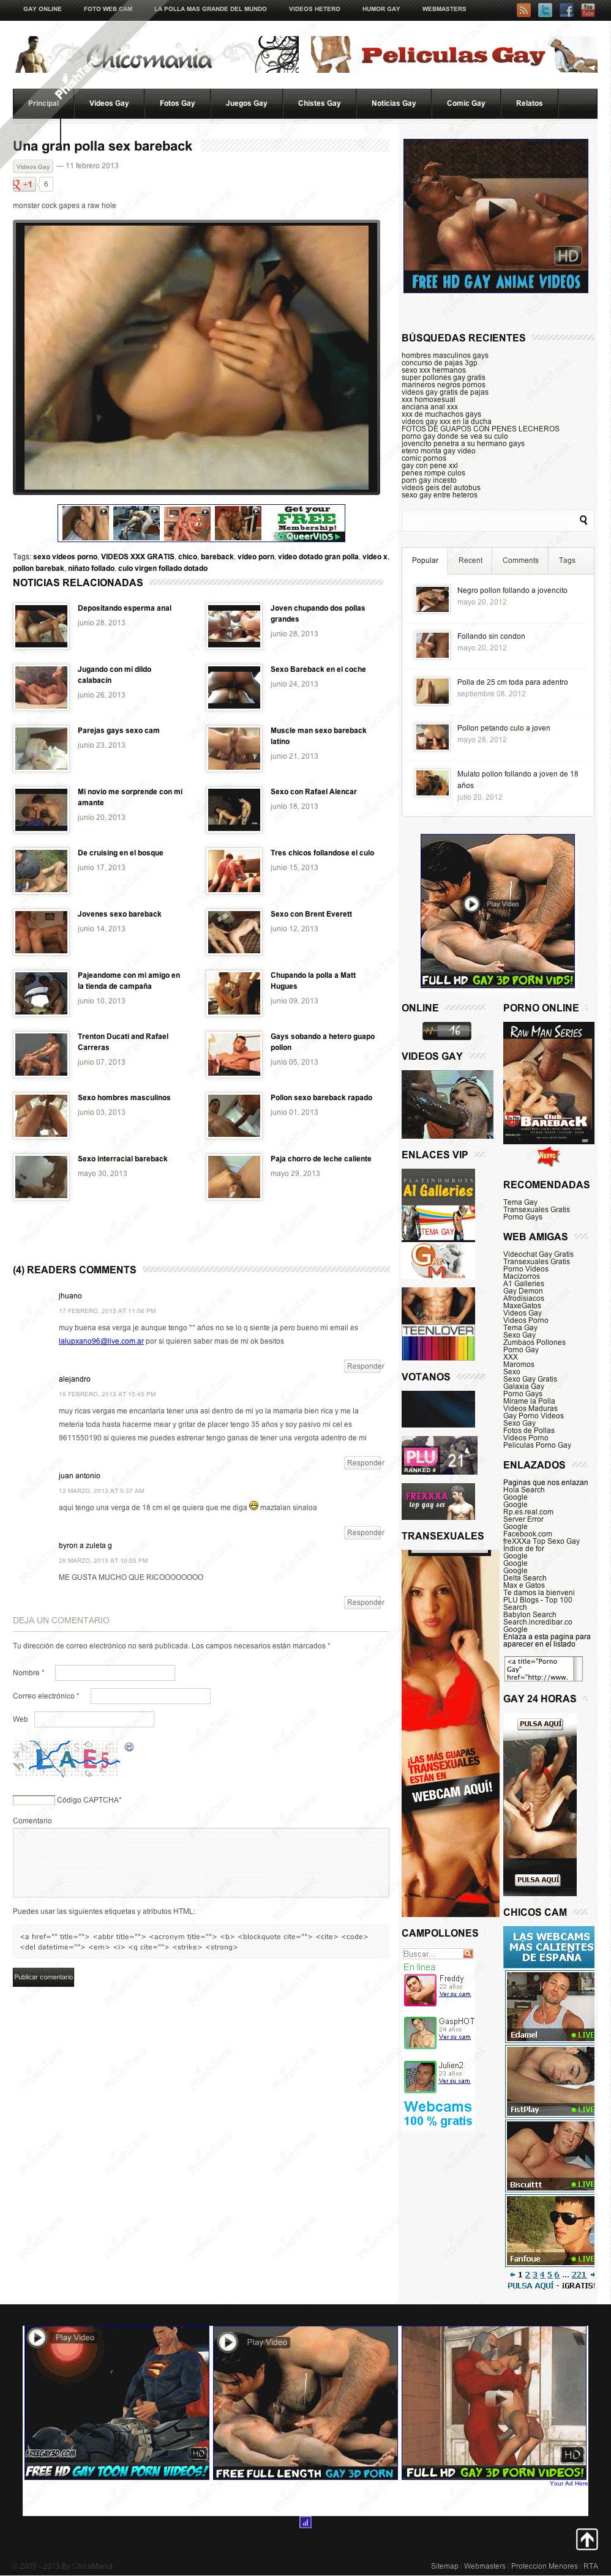 GAY ONLINE FOTO WEB CAM LA POLLA MAS GRANDE DEL MUNDO VIDEOS HETERO HUMOR GAY WEBMASTERS
Chicomania
Peliculas Gay
Principal Videos Gay Fotos Gay Juegos Gay Chistes Gay Noticias Gay Comic Gay Relatos
Una gran polla sex bareback
Videos Gay — 11 febrero 2013
+1 6
monster cock gapes a raw hole
Get your
FREE
Membership!
QueerVIDS
Tags: sexo videos porno, VIDEOS XXX GRATIS, chico, bareback, video porn, video dotado gran polla, video x,
pollon barebak, niñato follado, culo virgen follado dotado
NOTICIAS RELACIONADAS
Depositando esperma anal
junio 28, 2013
Joven chupando dos pollas
grandes
junio 28, 2013
Jugando con mi dildo
calabacin
junio 26, 2013
Sexo Bareback en el coche
junio 24, 2013
Parejas gays sexo cam
junio 23, 2013
Muscle man sexo bareback
latino
junio 21, 2013
Mi novio me sorprende con mi
amante
junio 20, 2013
Sexo con Rafael Alencar
junio 18, 2013
De cruising en el bosque
junio 17, 2013
Tres chicos follandose el culo
junio 15, 2013
Jovenes sexo bareback
junio 14, 2013
Sexo con Brent Everett
junio 12, 2013
Pajeandome con mi amigo en
la tienda de campaña
junio 10, 2013
Chupando la polla a Matt
Hugues
junio 09, 2013
Trenton Ducati and Rafael
Carreras
junio 07, 2013
Gays sobando a hetero guapo
pollon
junio 05, 2013
Sexo hombres masculinos
junio 03, 2013
Pollon sexo bareback rapado
junio 01, 2013
Sexo interracial bareback
mayo 30, 2013
Paja chorro de leche caliente
mayo 29, 2013
(4) READERS COMMENTS
jhuano
17 FEBRERO, 2013 AT 11:06 PM
muy buena esa verga je aunque tengo ** años no se lo q siente ja pero bueno mi email es
por si quieren saber mas de mi ok besitos
Responder
alejandro
19 FEBRERO, 2013 AT 10:45 PM
muy ricas vergas me encantaria tener una asi dentro de mi yo la mamaria bien rica y me la
meteria toda hasta hacerme mear y gritar de placer tengo 35 años y soy pasivo mi cel es
si quieres me puedes estrenar tengo ganas de tener una vergota adentro de mi
Responder
juan antonio
12 MARZO, 2013 AT 5:37 AM
aqui tengo una verga de 18 cm el qe quiera que me diga maztalan sinaloa
Responder
byron a zuleta g
26 MARZO, 2013 AT 10:05 PM
ME GUSTA MUCHO QUE RICOOOOOOOO
Responder
DEJA UN COMENTARIO
Tu dirección de correo electrónico no será publicada. Los campos necesarios están marcados *
Nombre *
Correo electrónico *
Web
LAE5
Código CAPTCHA*
Comentario
Puedes usar las siguientes etiquetas y atributos HTML:
<a href="" title=""> <abbr title=""> <acronym title=""> <b> <blockquote cite=""> <cite> <code>
<del datetime=""> <em> <i> <q cite=""> <strike> <strong>
Publicar comentario
HD
FREE HD GAY ANIME VIDEOS
BÚSQUEDAS RECIENTES
hombres masculinos gays
concurso de pajas 3gp
sexo xxx hermanos
super pollones gay gratis
marineros negros pornos
videos gay gratis de pajas
xxx homoxesual
anciana anal xxx
xxx de muchachos gays
videos gay xxx en la ducha
FOTOS DE GUAPOS CON PENES LECHEROS
porno gay donde se vea su culo
jovencito penetra a su hermano gays
etero monta gay video
comic pornos
gay con pene xxl
penes rompe culos
porn gay incesto
videos geis del autobus
sexo gay entre heteros
Popular Recent Comments Tags
Negro pollon follando a jovencito
mayo 20, 2012
Follando sin condon
mayo 20, 2012
Polla de 25 cm toda para adentro
septiembre 08, 2012
Pollon petando culo a joven
mayo 26, 2012
Mulato pollon follando a joven de 18
años
julio 20, 2012
Play Video
FULL HD GAY 3D PORN VIDS!
ONLINE
16
VIDEOS GAY
ENLACES VIP
PLATINUMBOYS
A1 Galleries
TEMA GAY
TEENLOVER
VOTANOS
PLU
RANKED #
21
FREXXXA
top gay sex
TRANSEXUALES
¡LAS MÁS GUAPAS
TRANSEXUALES
ESTÁN EN
WEBCAM AQUÍ!
CAMPOLLONES
Buscar...
En línea:
Freddy
22 años
Ver su cam
GaspHOT
24 años
Ver su cam
Julien2
23 años
Ver su cam
Webcams
100 % gratis
PORNO ONLINE
RAW MAN SERIES
Club
BAREBACK
Nuevo
RECOMENDADAS
Tema Gay
Transexuales Gratis
Porno Gays
WEB AMIGAS
Videochat Gay Gratis
Transexuales Gratis
Porno Videos
Macizorros
A1 Galleries
Gay Demon
Afrodisiacos
MaxeGatos
Videos Gay
Videos Porno
Tema Gay
Sexo Gay
Zumbaos Pollones
Porno Gay
XXX
Maromos
Sexo
Sexo Gay Gratis
Galaxia Gay
Porno Gays
Mirame la Polla
Videos Maduras
Gay Porno Videos
Sexo Gay
Fotos de Pollas
Videos Porno
Peliculas Porno Gay
ENLAZADOS
Paginas que nos enlazan
Hola Search
Google
Google
Rp.es.real.com
Server Error
Google
Facebook.com
freXXXa Top Sexo Gay
Índice de for
Google
Google
Google
Delta Search
Max e Gatos
Te damos la bienveni
PLU Blogs - Top 100
Search
Babylon Search
Search.incredibar.co
Google
Enlaza a esta pagina para
aparecer en el listado
<a title="Porno
Gay"
href="http://www.
GAY 24 HORAS
PULSA AQUÍ
PULSA AQUÍ
CHICOS CAM
LAS WEBCAMS
MÁS CALIENTES
DE ESPAÑA
Edamel LIVE
FistPlay LIVE
Biscuittt LIVE
Fanfoue LIVE
1 2 3 4 5 6 ... 221
PULSA AQUÍ - ¡GRATIS!
Play Video
FREEGAY3D.COM
HD
FREE HD GAY TOON PORN VIDEOS!
Play Video
FREE FULL LENGTH GAY 3D PORN
HD
FULL HD GAY 3D PORN VIDEOS!
Your Ad Here
© 2005 - 2013 By ChicoMania
Sitemap | Webmasters | Proteccion Menores | RTA